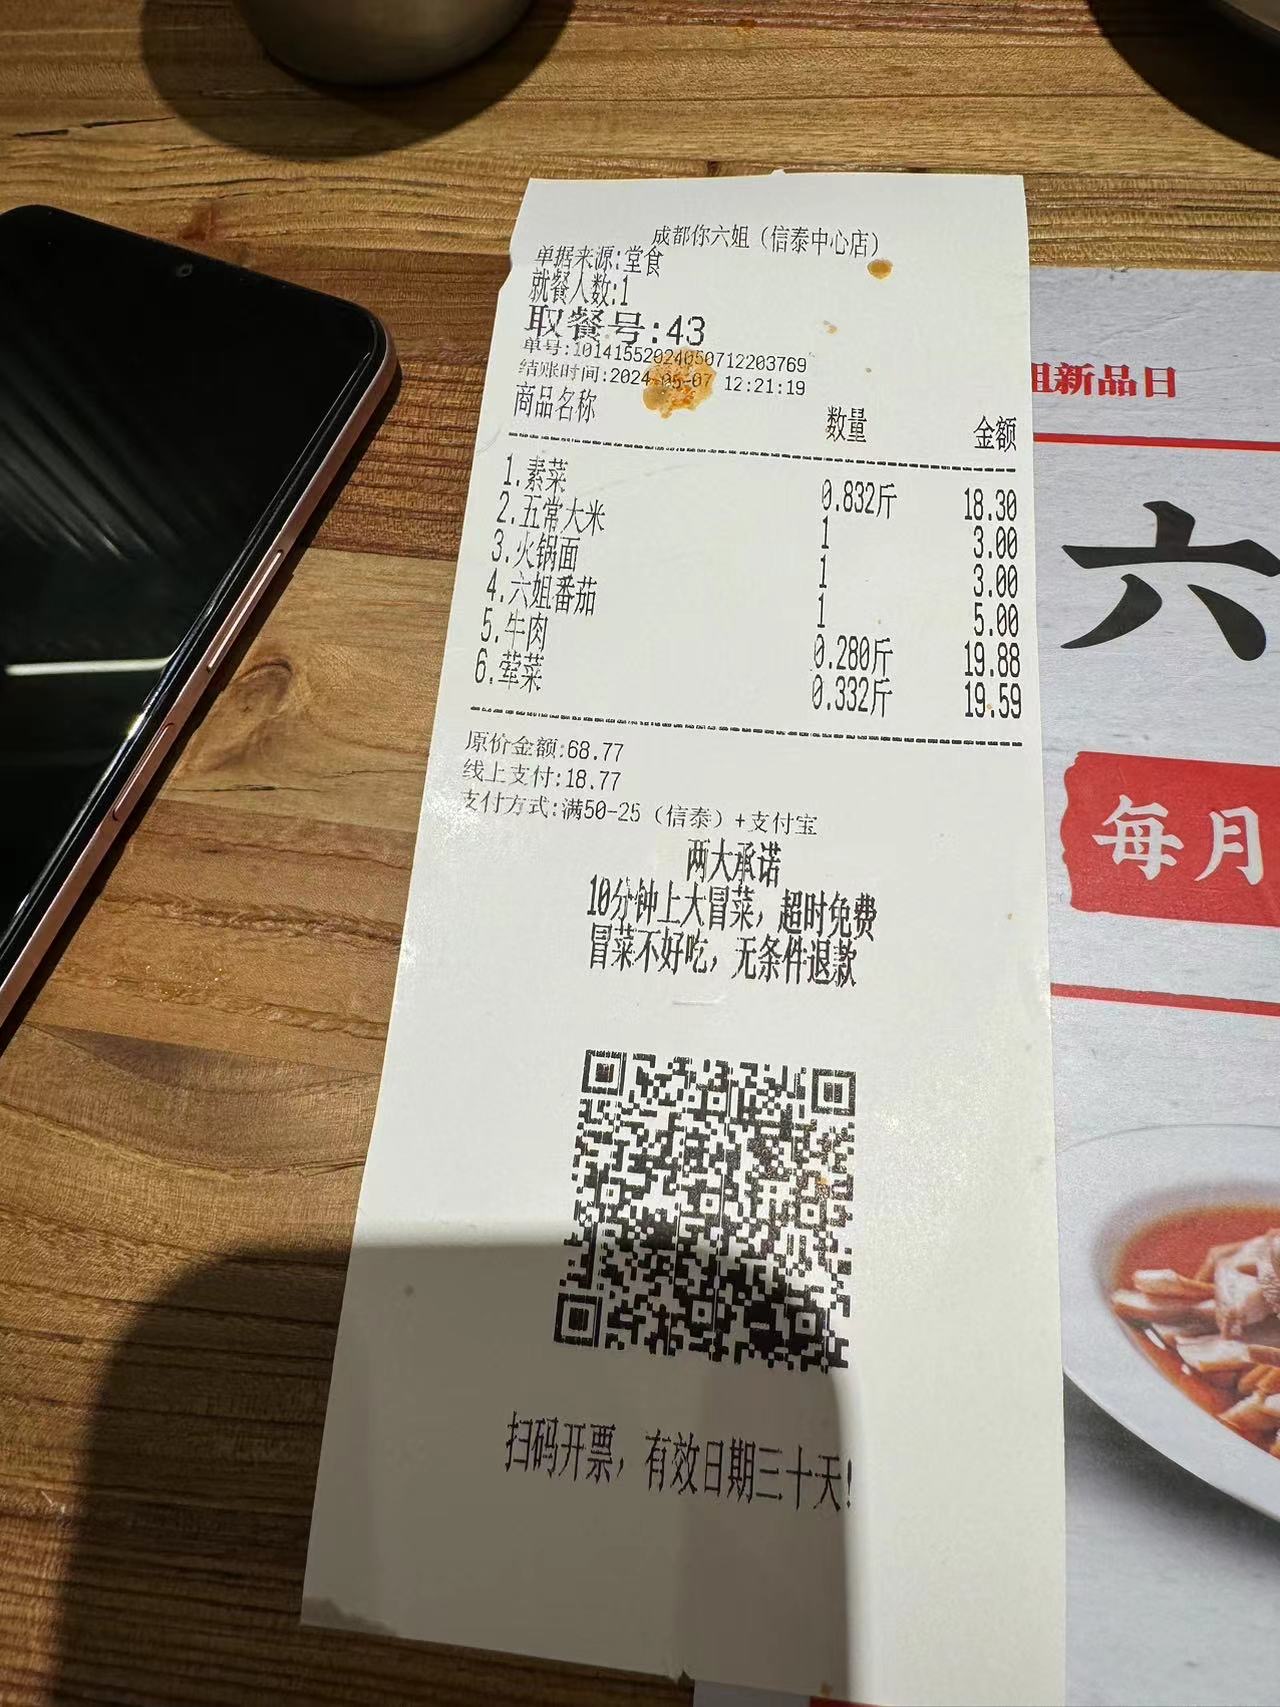 成都你六姐（信泰中心店）
单据来源:堂食
就餐人数:1
取餐号:43
单号:10141552024050712203769
结账时间:2024-05-07 12:21:19
商品名称 数量 金额
1.素菜 0.832斤 18.30
2.五常大米 1 3.00
3.火锅面 1 3.00
4.六姐番茄 1 5.00
5.牛肉 0.280斤 19.88
6.荤菜 0.332斤 19.59
原价金额:68.77
线上支付:18.77
支付方式:满50-25（信泰）+支付宝
两大承诺
10分钟上大冒菜，超时免费
冒菜不好吃，无条件退款
扫码开票，有效日期三十天!
姐新品日
六
每月